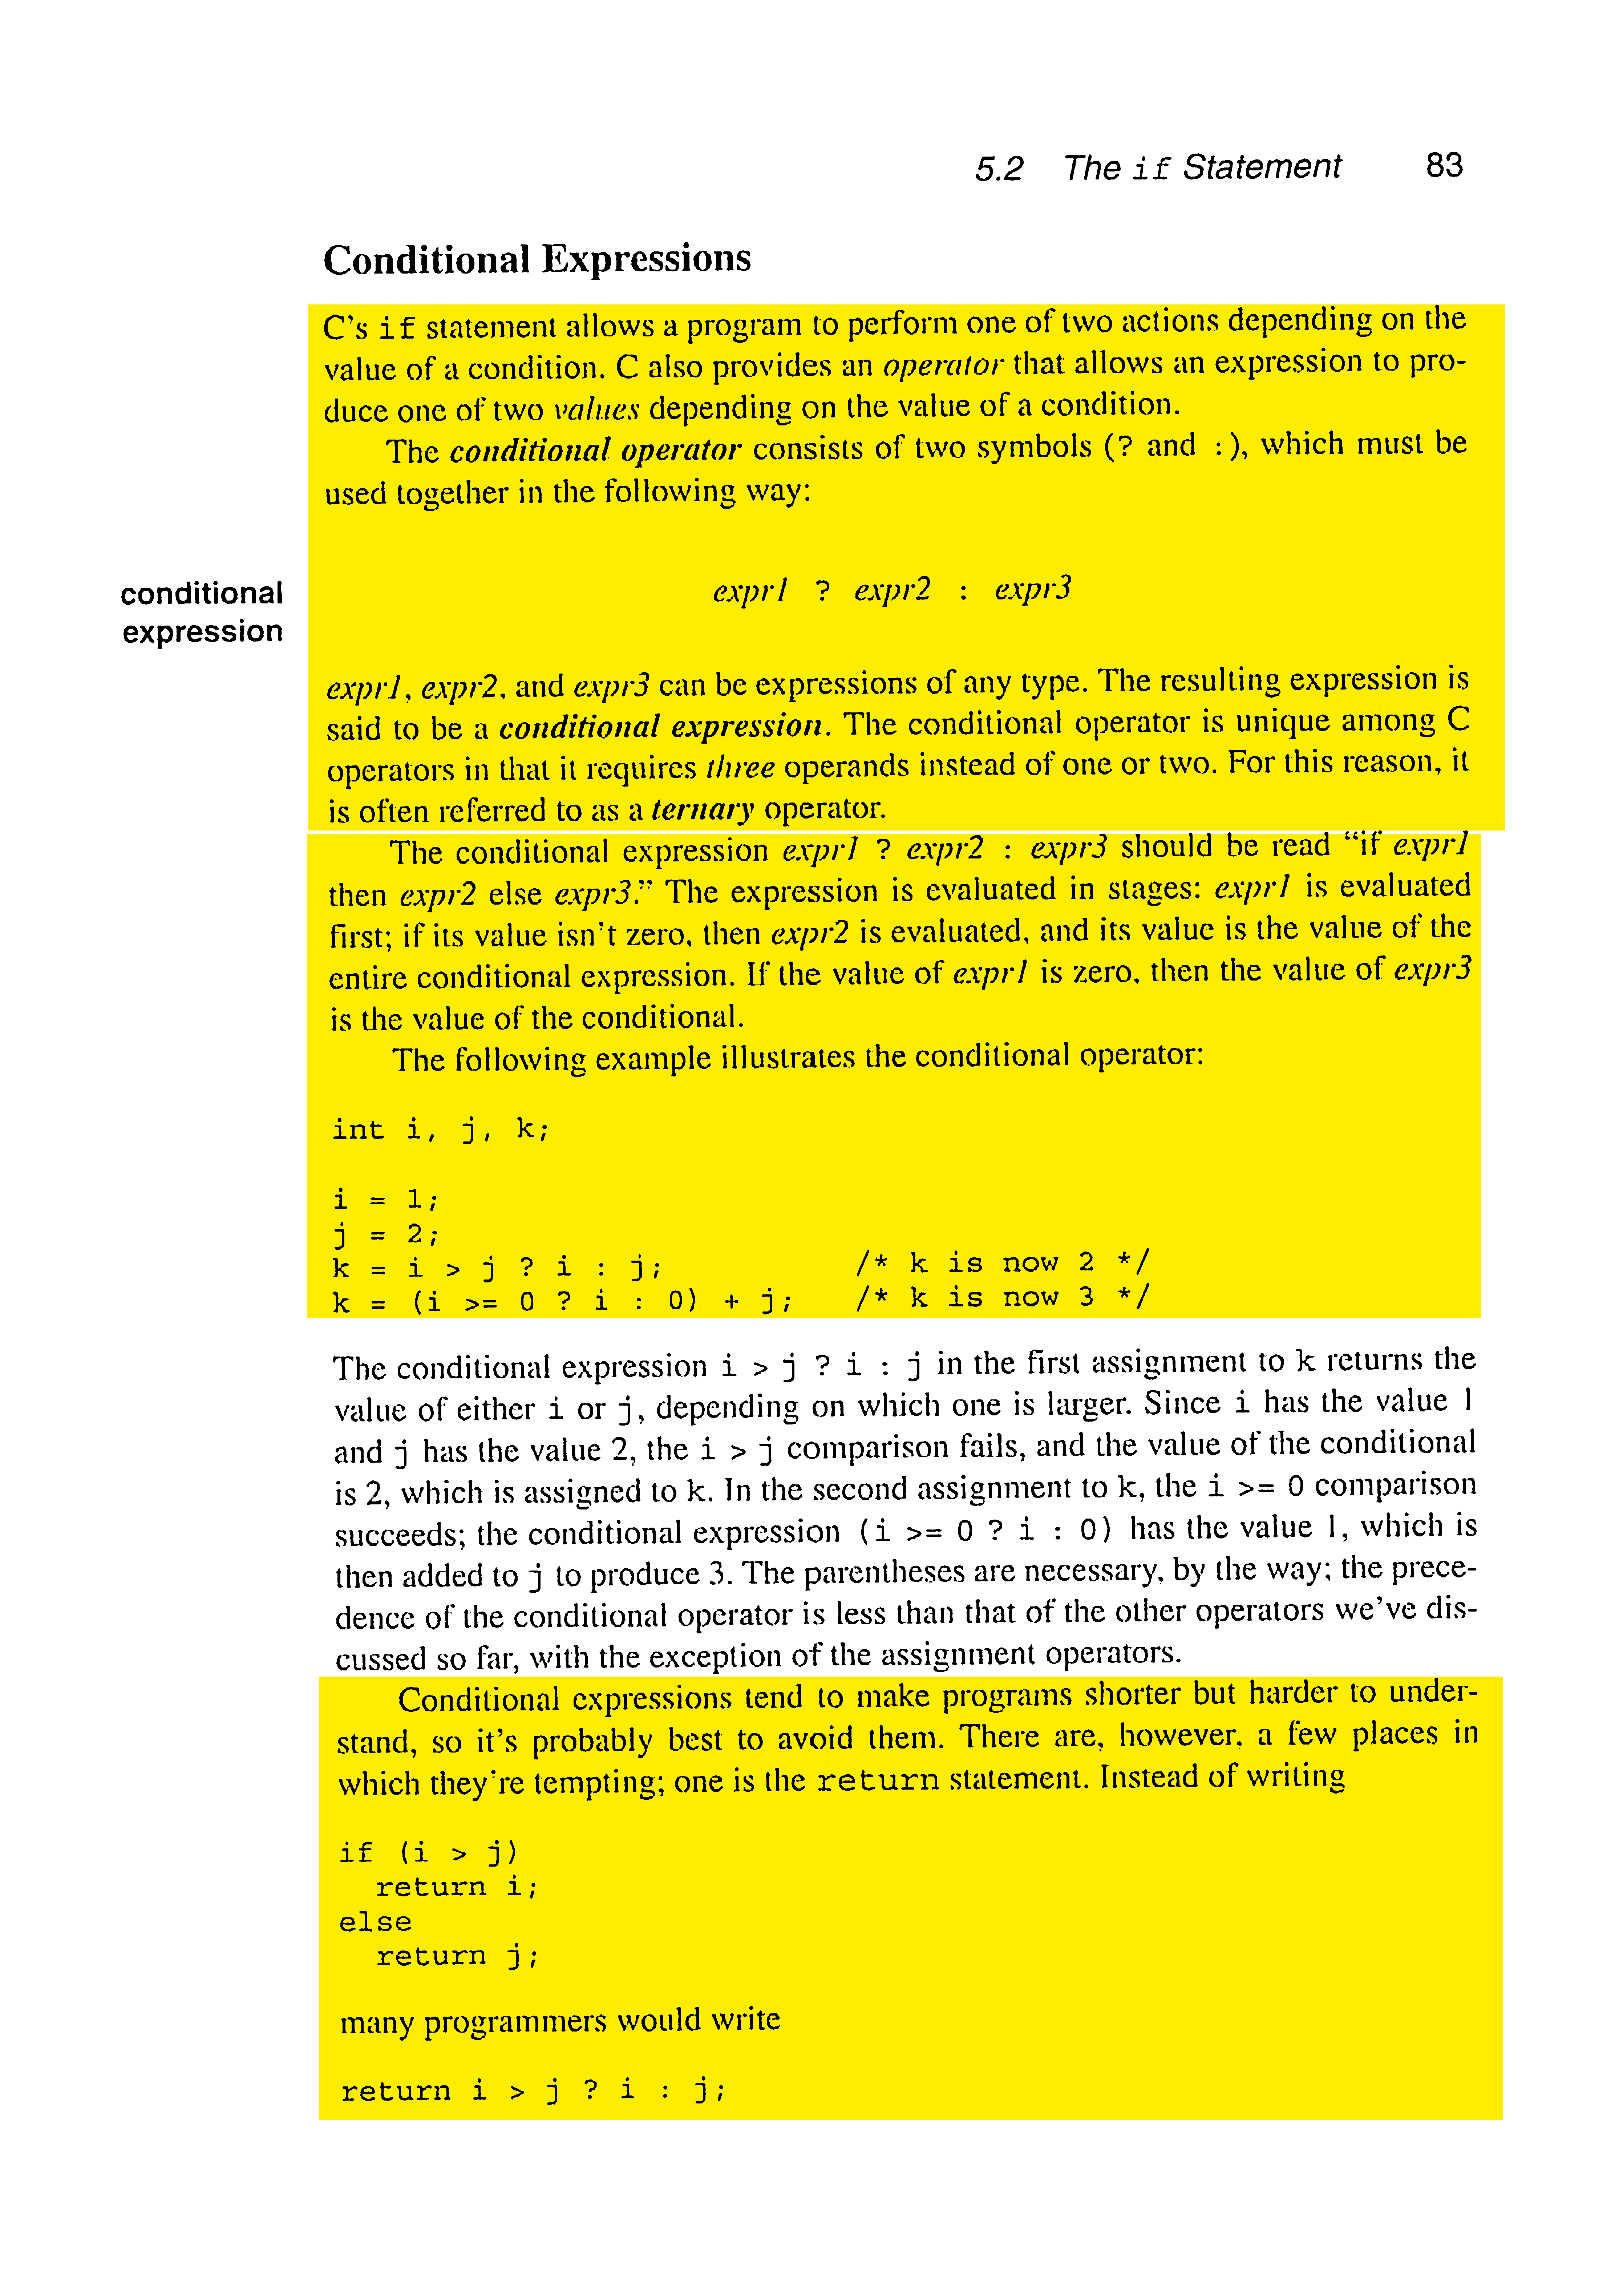 5.2 The if Statement 83
Conditional Expressions
C's if statement allows a program to perform one of two actions depending on the
value of a condition. C also provides an operator that allows an expression to pro-
duce one of two values depending on the value of a condition.
The conditional operator consists of two symbols (? and :), which must be
used together in the following way:
conditional
expression
expr1 ? expr2 : expr3
expr1, expr2, and expr3 can be expressions of any type. The resulting expression is
said to be a conditional expression. The conditional operator is unique among C
operators in that it requires three operands instead of one or two. For this reason, it
is often referred to as a ternary operator.
The conditional expression expr1 ? expr2 : expr3 should be read “if expr1
then expr2 else expr3.” The expression is evaluated in stages: expr1 is evaluated
first; if its value isn't zero, then expr2 is evaluated, and its value is the value of the
entire conditional expression. If the value of expr1 is zero, then the value of expr3
is the value of the conditional.
The following example illustrates the conditional operator:
int i, j, k;
i = 1;
j = 2;
k = i > j ? i : j; /* k is now 2 */
k = (i >= 0 ? i : 0) + j; /* k is now 3 */
The conditional expression i > j ? i : j in the first assignment to k returns the
value of either i or j, depending on which one is larger. Since i has the value 1
and j has the value 2, the i > j comparison fails, and the value of the conditional
is 2, which is assigned to k. In the second assignment to k, the i >= 0 comparison
succeeds; the conditional expression (i >= 0 ? i : 0) has the value 1, which is
then added to j to produce 3. The parentheses are necessary, by the way; the prece-
dence of the conditional operator is less than that of the other operators we've dis-
cussed so far, with the exception of the assignment operators.
Conditional expressions tend to make programs shorter but harder to under-
stand, so it's probably best to avoid them. There are, however, a few places in
which they're tempting; one is the return statement. Instead of writing
if (i > j)
return i;
else
return j;
many programmers would write
return i > j ? i : j;